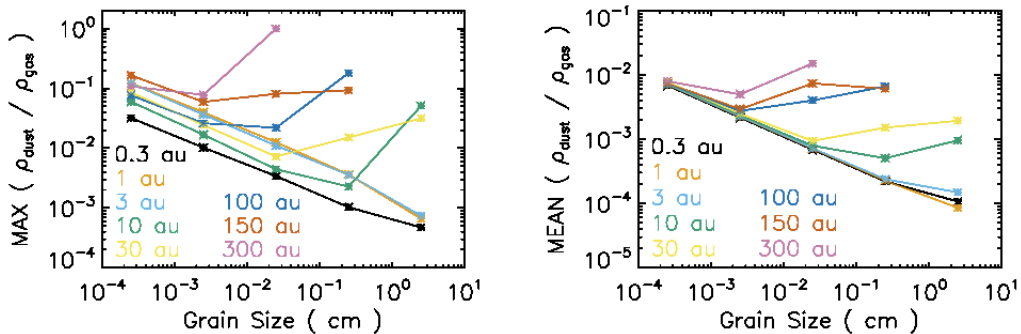 MAX ( ρdust / ρgas )
10⁰
10⁻¹
10⁻²
10⁻³
10⁻⁴
0.3 au
1 au
3 au 100 au
10 au 150 au
30 au 300 au
10⁻⁴ 10⁻³ 10⁻² 10⁻¹ 10⁰ 10¹
Grain Size ( cm )
MEAN ( ρdust / ρgas )
10⁻¹
10⁻²
10⁻³
10⁻⁴
10⁻⁵
0.3 au
1 au
3 au 100 au
10 au 150 au
30 au 300 au
10⁻⁴ 10⁻³ 10⁻² 10⁻¹ 10⁰ 10¹
Grain Size ( cm )